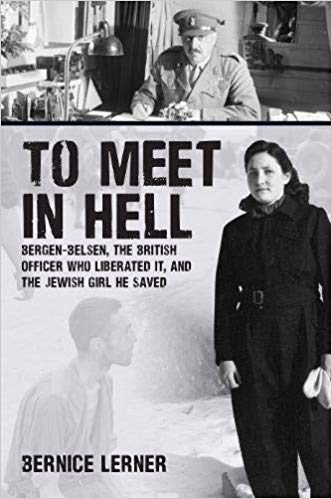 TO MEET
IN HELL
BERGEN-BELSEN, THE BRITISH
OFFICER WHO LIBERATED IT, AND
THE JEWISH GIRL HE SAVED
BERNICE LERNER